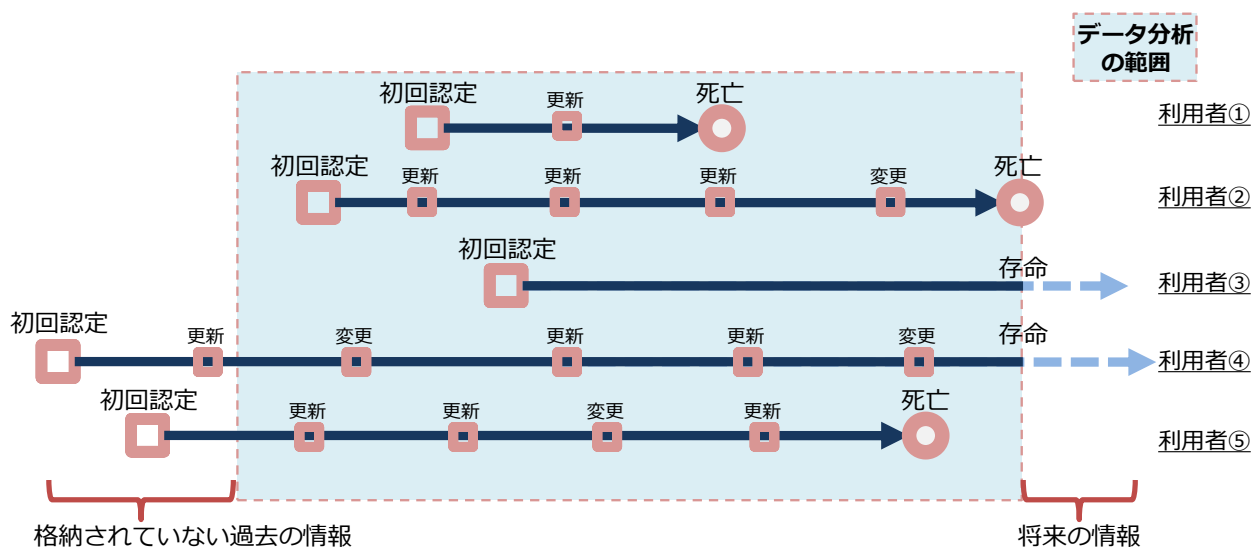 データ分析
の範囲
初回認定
更新
死亡
利用者①
初回認定
更新
更新
更新
変更
死亡
利用者②
初回認定
存命
利用者③
初回認定
更新
変更
更新
更新
変更
存命
利用者④
初回認定
更新
更新
変更
更新
死亡
利用者⑤
格納されていない過去の情報
将来の情報